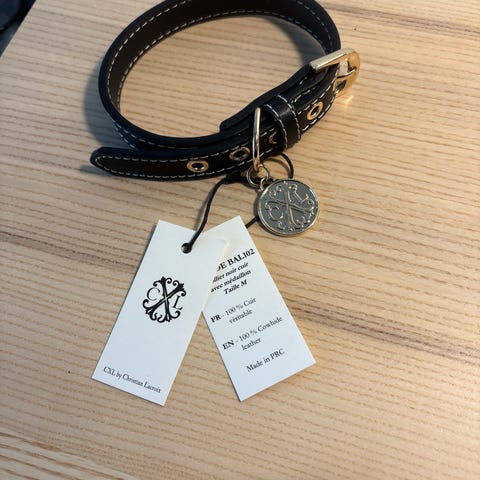 C L
CXL by Christian Lacroix
DE BAL102
llier noir cuir
avec médaillon
Taille M
FR - 100 % Cuir
véritable
EN - 100 % Cowhide
leather
Made in PRC
C L